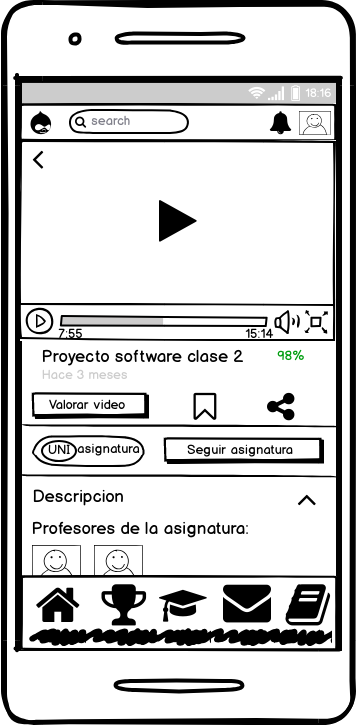 18:16
search
7:55 15:14
Proyecto software clase 2 98%
Hace 3 meses
Valorar video
UNI asignatura Seguir asignatura
Descripcion
Profesores de la asignatura: